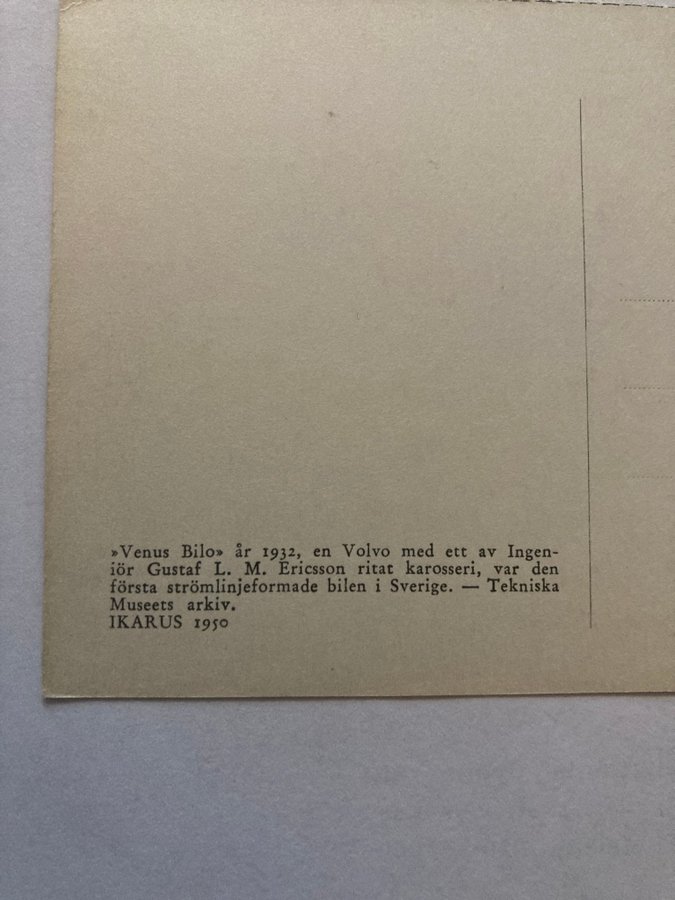 »Venus Bilo» år 1932, en Volvo med ett av Ingen-
iör Gustaf L. M. Ericsson ritat karosseri, var den
första strömlinjeformade bilen i Sverige. — Tekniska
Museets arkiv.
IKARUS 1950